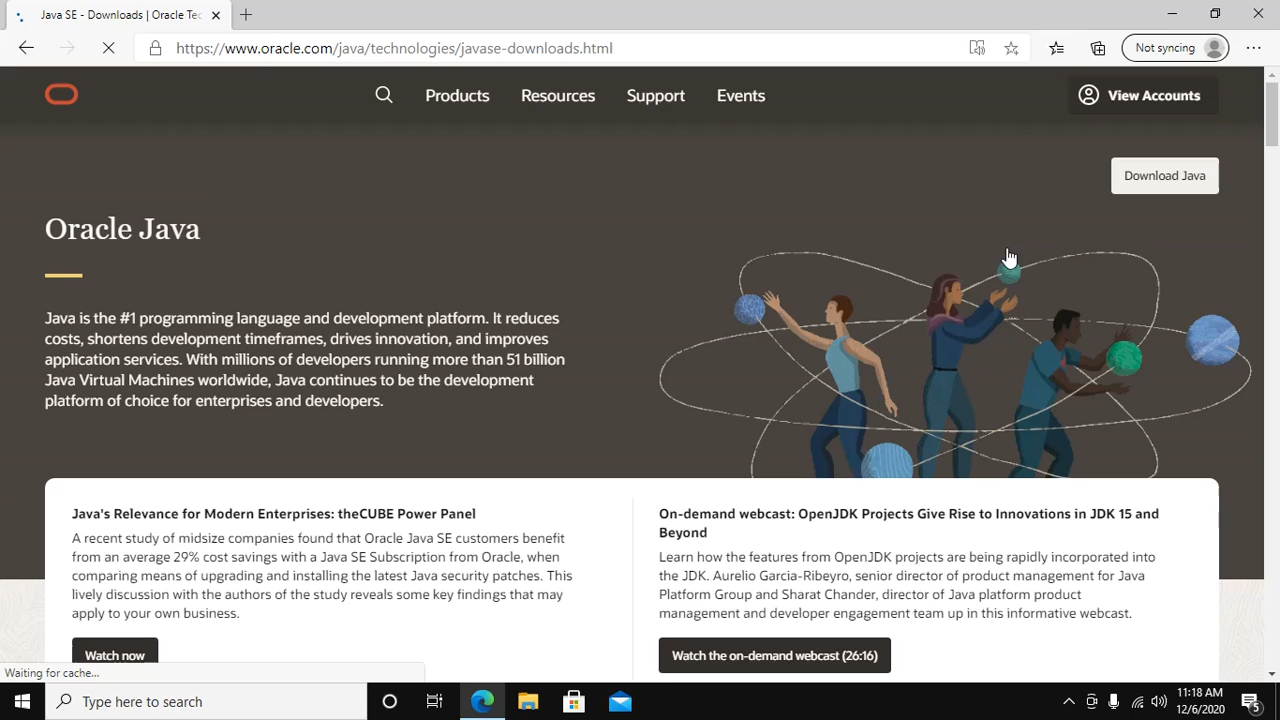 Java SE - Downloads | Oracle Tec
https://www.oracle.com/java/technologies/javase-downloads.html
Not syncing
Products
Resources
Support
Events
View Accounts
Download Java
Oracle Java
Java is the #1 programming language and development platform. It reduces
costs, shortens development timeframes, drives innovation, and improves
application services. With millions of developers running more than 51 billion
Java Virtual Machines worldwide, Java continues to be the development
platform of choice for enterprises and developers.
Java's Relevance for Modern Enterprises: theCUBE Power Panel
A recent study of midsize companies found that Oracle Java SE customers benefit
from an average 29% cost savings with a Java SE Subscription from Oracle, when
comparing means of upgrading and installing the latest Java security patches. This
lively discussion with the authors of the study reveals some key findings that may
apply to your own business.
Watch now
On-demand webcast: OpenJDK Projects Give Rise to Innovations in JDK 15 and
Beyond
Learn how the features from OpenJDK projects are being rapidly incorporated into
the JDK. Aurelio Garcia-Ribeyro, senior director of product management for Java
Platform Group and Sharat Chander, director of Java platform product
management and developer engagement team up in this informative webcast.
Watch the on-demand webcast (26:16)
Waiting for cache...
Type here to search
11:18 AM
12/6/2020
5